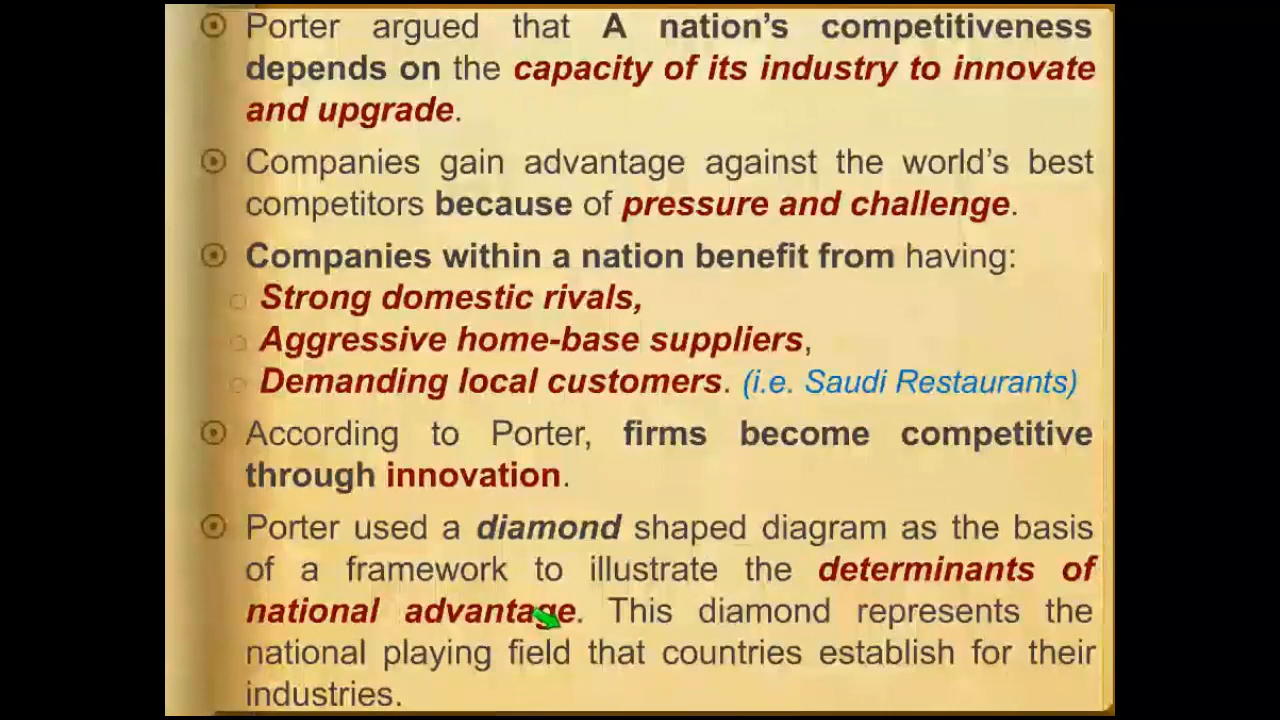 Porter argued that A nation's competitiveness
depends on the capacity of its industry to innovate
and upgrade.
Companies gain advantage against the world's best
competitors because of pressure and challenge.
Companies within a nation benefit from having:
Strong domestic rivals,
Aggressive home-base suppliers,
Demanding local customers. (i.e. Saudi Restaurants)
According to Porter, firms become competitive
through innovation.
Porter used a diamond shaped diagram as the basis
of a framework to illustrate the determinants of
national advantage. This diamond represents the
national playing field that countries establish for their
industries.